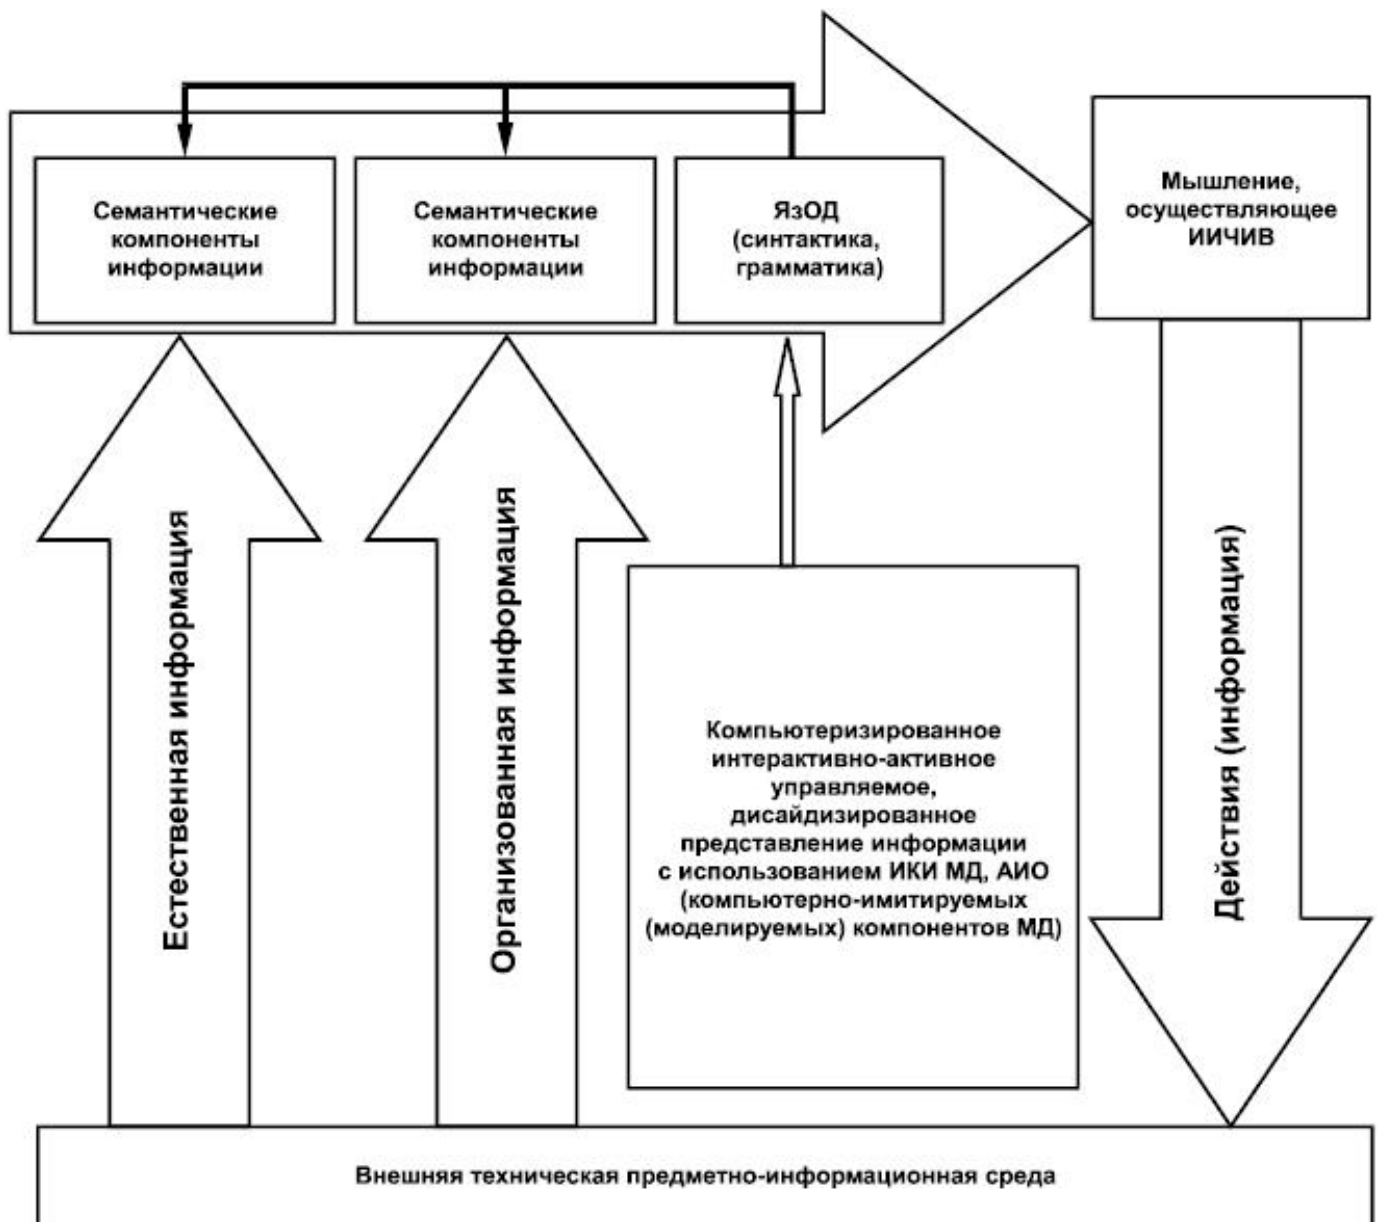 Семантические
компоненты
информации
Семантические
компоненты
информации
ЯзОД
(синтактика,
грамматика)
Мышление,
осуществляющее
ИИЧИВ
Естественная информация
Организованная информация
Компьютеризированное
интерактивно-активное
управляемое,
дисайдизированное
представление информации
с использованием ИКИ МД, АИО
(компьютерно-имитируемых
(моделируемых) компонентов МД)
Действия (информация)
Внешняя техническая предметно-информационная среда